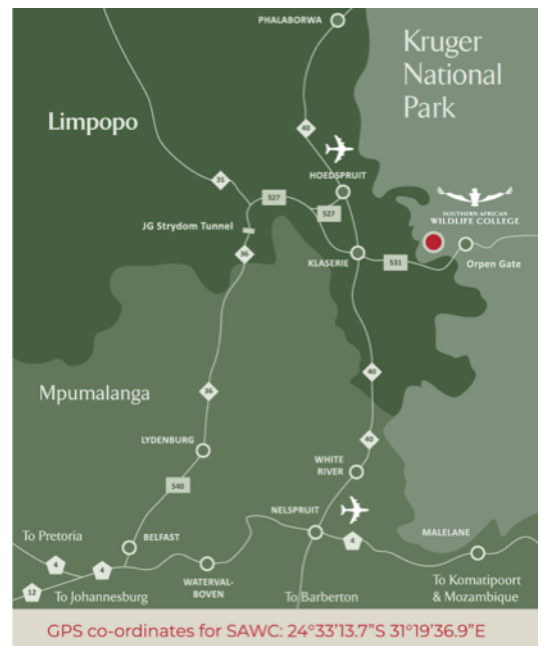 PHALABORWA
Kruger
National
Park
Limpopo
40
HOEDSPRUIT
35
527
527
SOUTHERN AFRICAN
WILDLIFE COLLEGE
JG Strydom Tunnel
36
KLASERIE
531
Orpen Gate
40
Mpumalanga
36
LYDENBURG
40
WHITE
RIVER
540
NELSPRUIT
To Pretoria
BELFAST
4
MALELANE
4
4
WATERVAL-
BOVEN
12
To Johannesburg
To Barberton
To Komatipoort
& Mozambique
GPS co-ordinates for SAWC: 24°33’13.7”S 31°19’36.9”E